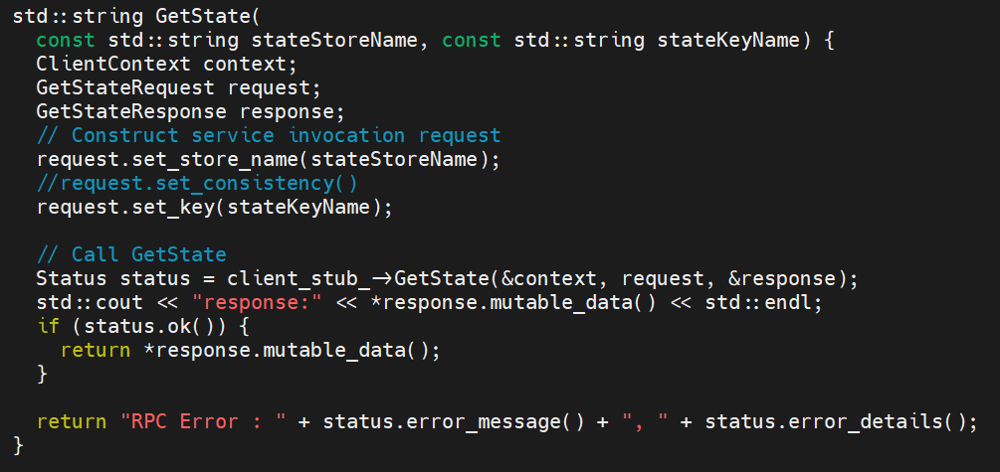 std::string GetState(
  const std::string stateStoreName, const std::string stateKeyName) {
  ClientContext context;
  GetStateRequest request;
  GetStateResponse response;
  // Construct service invocation request
  request.set_store_name(stateStoreName);
  //request.set_consistency()
  request.set_key(stateKeyName);

  // Call GetState
  Status status = client_stub_->GetState(&context, request, &response);
  std::cout << "response:" << *response.mutable_data() << std::endl;
  if (status.ok()) {
    return *response.mutable_data();
  }

  return "RPC Error : " + status.error_message() + ", " + status.error_details();
}